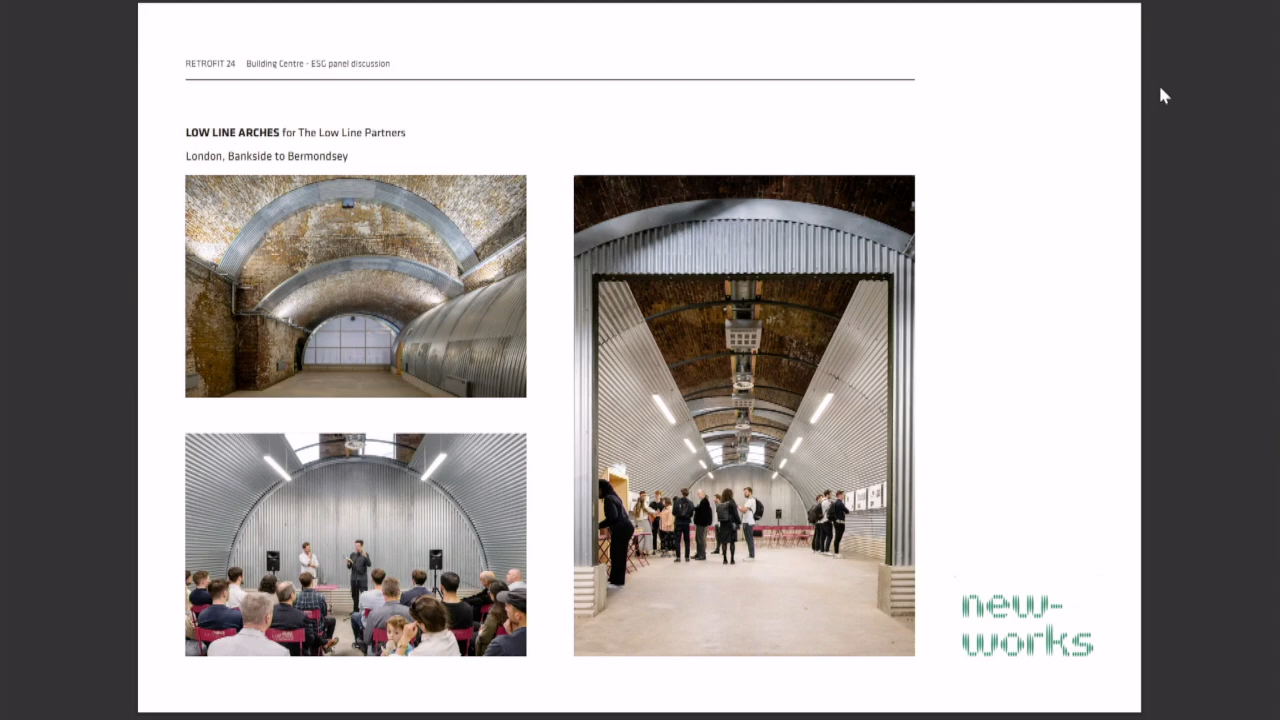 RETROFIT 24 Building Centre - ESG panel discussion
LOW LINE ARCHES for The Low Line Partners
London, Bankside to Bermondsey
new-
works